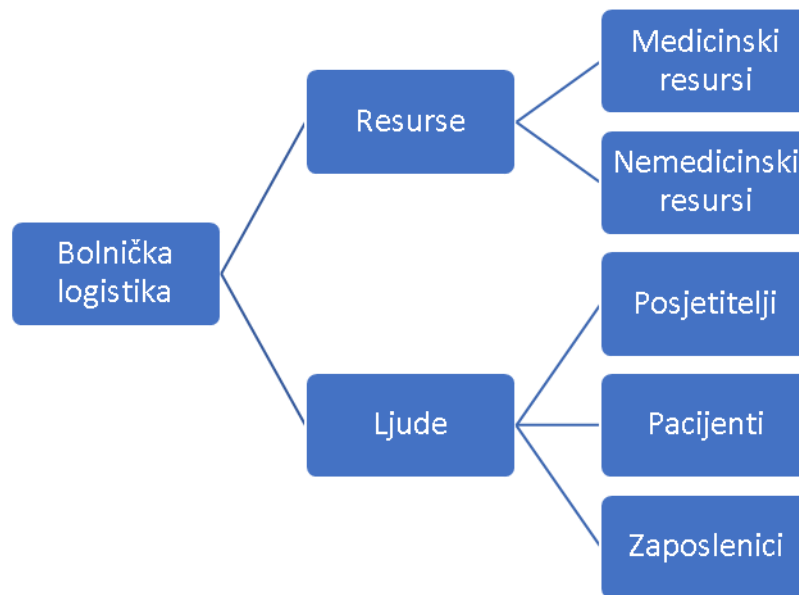 Bolnička
logistika
Resurse
Medicinski
resursi
Nemedicinski
resursi
Ljude
Posjetitelji
Pacijenti
Zaposlenici